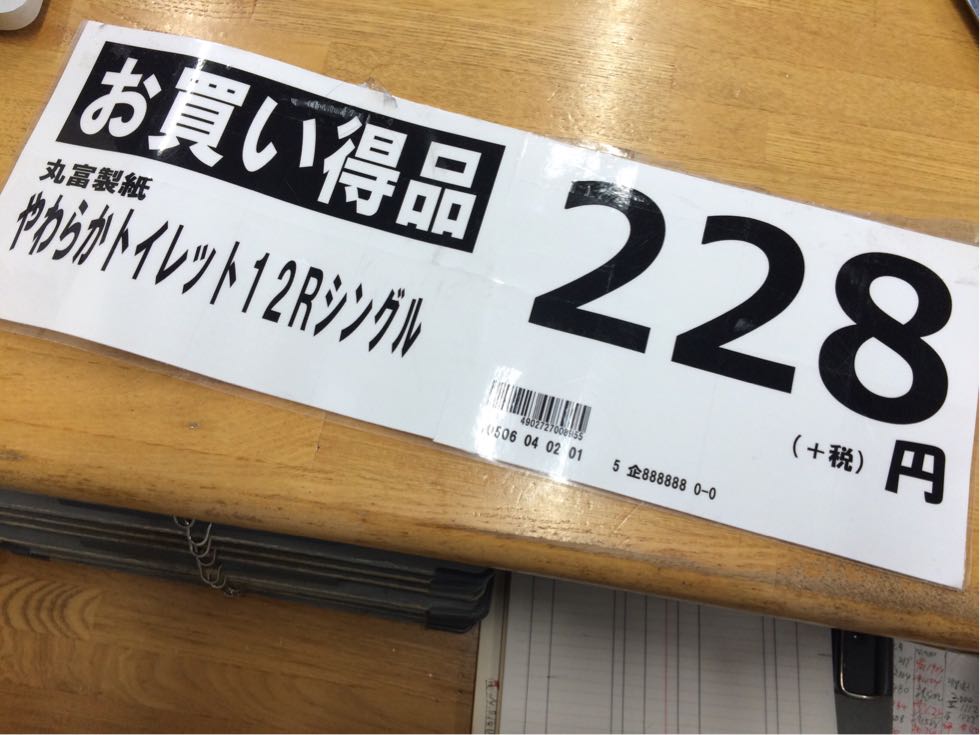 お買い得品
丸富製紙
やわらかトイレット12Rシングル
228
(+税) 円
4902727008955
0506 04 02 01
5 企888888 0-0